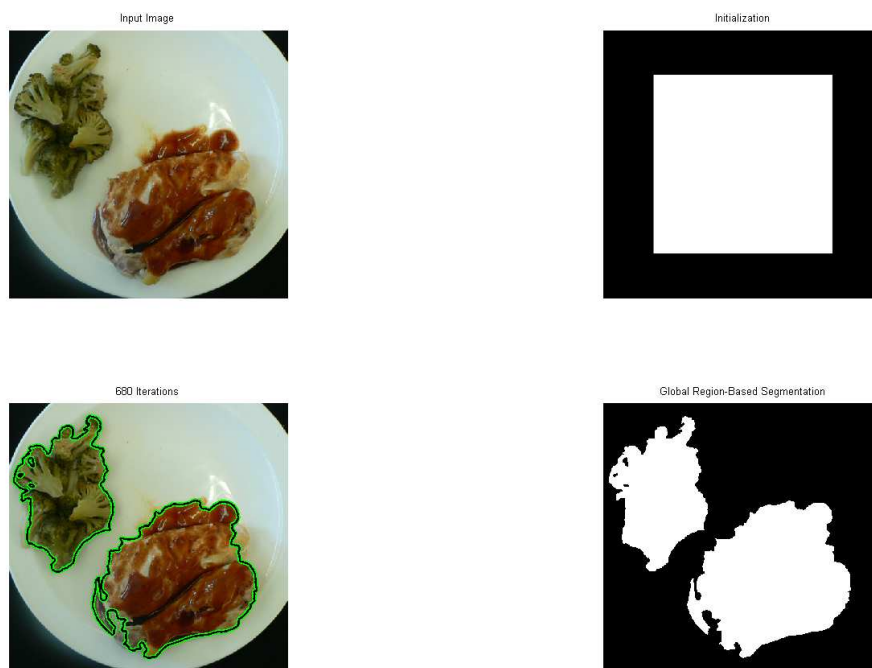 Input Image
Initialization
680 Iterations
Global Region-Based Segmentation